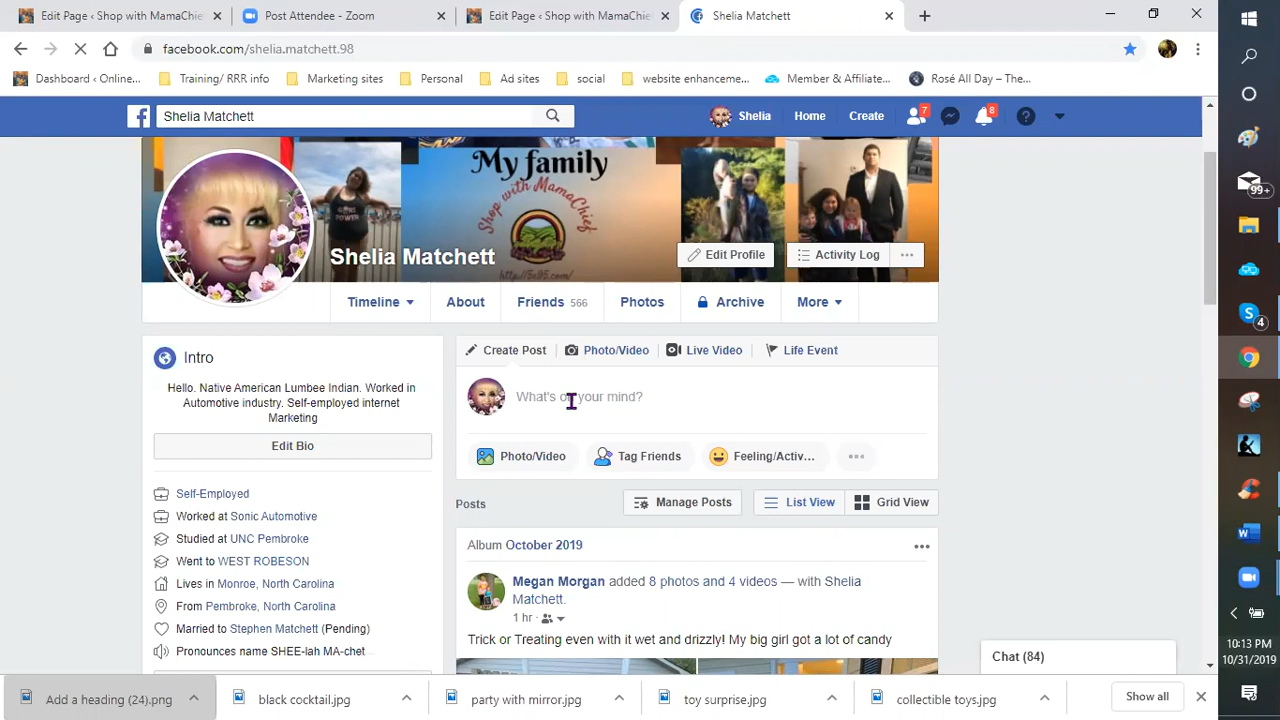 Edit Page ‹ Shop with MamaChie
Post Attendee - Zoom
Edit Page ‹ Shop with MamaChie
Shelia Matchett
facebook.com/shelia.matchett.98
Dashboard ‹ Online...
Training/ RRR info
Marketing sites
Personal
Ad sites
social
website enhanceme...
Member & Affiliate...
Rosé All Day – The...
Shelia Matchett
Shelia
Home
Create
7
8
My family
Shop with MamaChief
http://5x95.com/
GIRLS POWER
Shelia Matchett
Edit Profile
Activity Log
Timeline
About
Friends 566
Photos
Archive
More
Intro
Hello. Native American Lumbee Indian. Worked in
Automotive industry. Self-employed internet
Marketing
Edit Bio
Self-Employed
Worked at Sonic Automotive
Studied at UNC Pembroke
Went to WEST ROBESON
Lives in Monroe, North Carolina
From Pembroke, North Carolina
Married to Stephen Matchett (Pending)
Pronounces name SHEE-lah MA-chet
Create Post
Photo/Video
Live Video
Life Event
What's on your mind?
Photo/Video
Tag Friends
Feeling/Activ...
Posts
Manage Posts
List View
Grid View
Album October 2019
Megan Morgan added 8 photos and 4 videos — with Shelia
Matchett.
1 hr
Trick or Treating even with it wet and drizzly! My big girl got a lot of candy
Chat (84)
Add a heading (24).png
black cocktail.jpg
party with mirror.jpg
toy surprise.jpg
collectible toys.jpg
Show all
99+
4
10:13 PM
10/31/2019